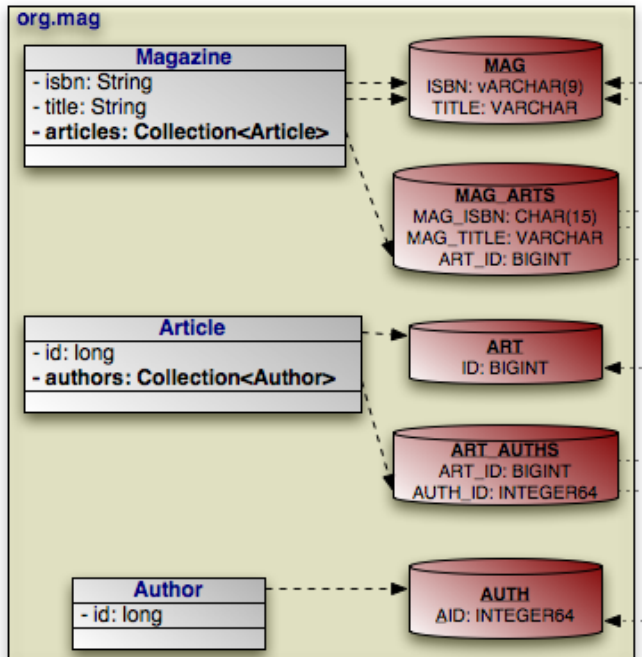 org.mag
Magazine
- isbn: String
- title: String
- articles: Collection<Article>
MAG
ISBN: vARCHAR(9)
TITLE: VARCHAR
MAG_ARTS
MAG_ISBN: CHAR(15)
MAG_TITLE: VARCHAR
ART_ID: BIGINT
Article
- id: long
- authors: Collection<Author>
ART
ID: BIGINT
ART_AUTHS
ART_ID: BIGINT
AUTH_ID: INTEGER64
Author
- id: long
AUTH
AID: INTEGER64